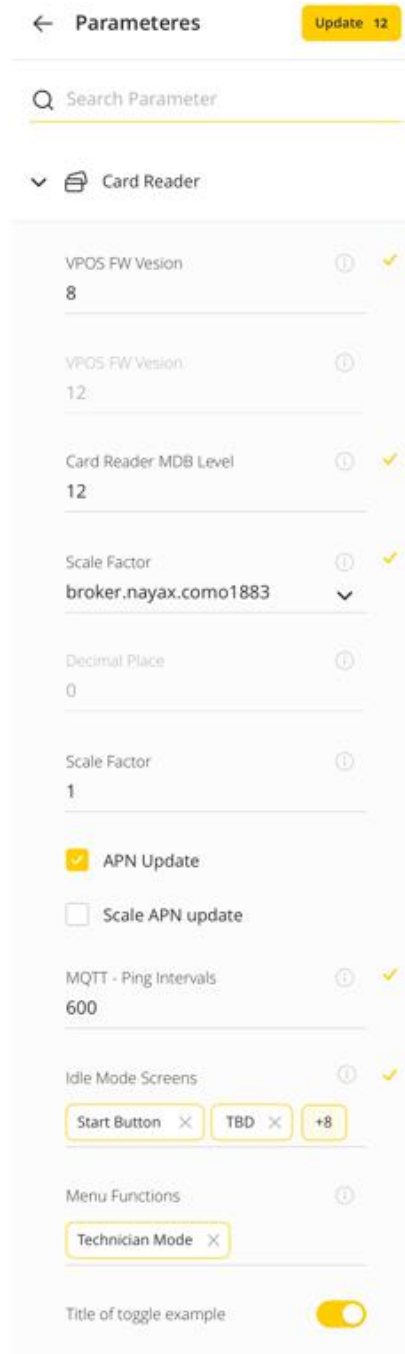 Parameteres
Update 12
Search Parameter
Card Reader
VPOS FW Vesion
8
VPOS FW Vesion
12
Card Reader MDB Level
12
Scale Factor
broker.nayax.como1883
Decimal Place
0
Scale Factor
1
APN Update
Scale APN update
MQTT - Ping Intervals
600
Idle Mode Screens
Start Button TBD +8
Menu Functions
Technician Mode
Title of toggle example